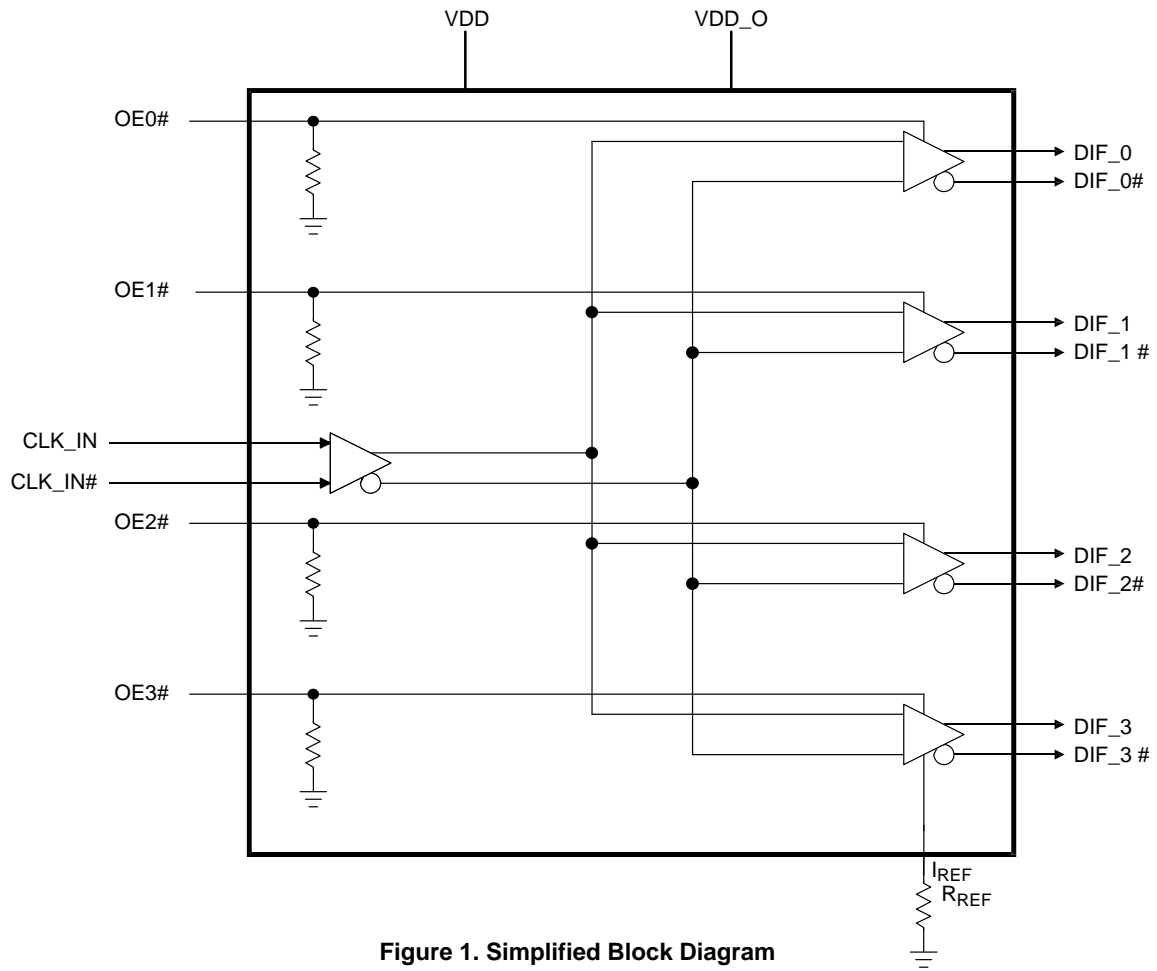 VDD
VDD_O
OE0#
DIF_0
DIF_0#
OE1#
DIF_1
DIF_1 #
CLK_IN
CLK_IN#
OE2#
DIF_2
DIF_2#
OE3#
DIF_3
DIF_3 #
IREF
RREF
Figure 1. Simplified Block Diagram